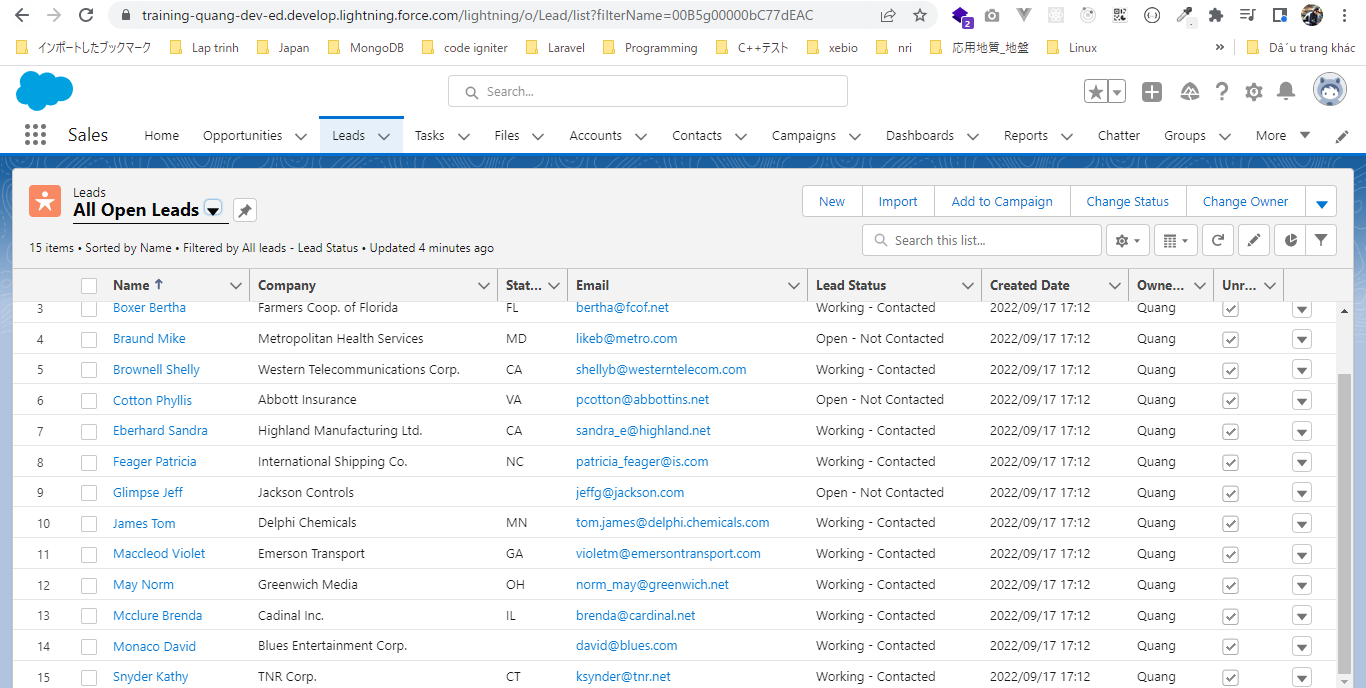 training-quang-dev-ed.develop.lightning.force.com/lightning/o/Lead/list?filterName=00B5g00000bC77dEAC
2
インポートしたブックマーク Lap trinh Japan MongoDB code igniter Laravel Programming C++テスト xebio nri 応用地質_地盤 Linux » Dấu trang khác
Search...
Sales Home Opportunities Leads Tasks Files Accounts Contacts Campaigns Dashboards Reports Chatter Groups More
Leads
All Open Leads
New Import Add to Campaign Change Status Change Owner
15 items • Sorted by Name • Filtered by All leads - Lead Status • Updated 4 minutes ago
Search this list...
Name ↑ Company Stat... Email Lead Status Created Date Owne... Unr...
3 Boxer Bertha Farmers Coop. of Florida FL bertha@fcof.net Working - Contacted 2022/09/17 17:12 Quang
4 Braund Mike Metropolitan Health Services MD likeb@metro.com Open - Not Contacted 2022/09/17 17:12 Quang
5 Brownell Shelly Western Telecommunications Corp. CA shellyb@westerntelecom.com Working - Contacted 2022/09/17 17:12 Quang
6 Cotton Phyllis Abbott Insurance VA pcotton@abbottins.net Open - Not Contacted 2022/09/17 17:12 Quang
7 Eberhard Sandra Highland Manufacturing Ltd. CA sandra_e@highland.net Working - Contacted 2022/09/17 17:12 Quang
8 Feager Patricia International Shipping Co. NC patricia_feager@is.com Working - Contacted 2022/09/17 17:12 Quang
9 Glimpse Jeff Jackson Controls jeffg@jackson.com Open - Not Contacted 2022/09/17 17:12 Quang
10 James Tom Delphi Chemicals MN tom.james@delphi.chemicals.com Working - Contacted 2022/09/17 17:12 Quang
11 Maccleod Violet Emerson Transport GA violetm@emersontransport.com Working - Contacted 2022/09/17 17:12 Quang
12 May Norm Greenwich Media OH norm_may@greenwich.net Working - Contacted 2022/09/17 17:12 Quang
13 Mcclure Brenda Cadinal Inc. IL brenda@cardinal.net Working - Contacted 2022/09/17 17:12 Quang
14 Monaco David Blues Entertainment Corp. david@blues.com Working - Contacted 2022/09/17 17:12 Quang
15 Snyder Kathy TNR Corp. CT ksynder@tnr.net Working - Contacted 2022/09/17 17:12 Quang